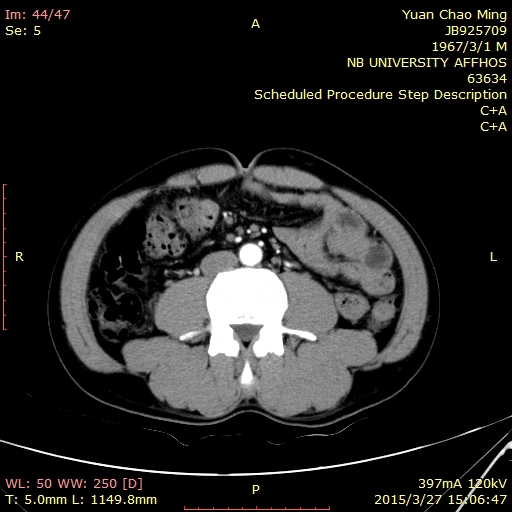 Im: 44/47
Se: 5
A
Yuan Chao Ming
JB925709
1967/3/1 M
NB UNIVERSITY AFFHOS
63634
Scheduled Procedure Step Description
C+A
C+A
R
L
WL: 50 WW: 250 [D]
T: 5.0mm L: 1149.8mm
P
397mA 120kV
2015/3/27 15:06:47